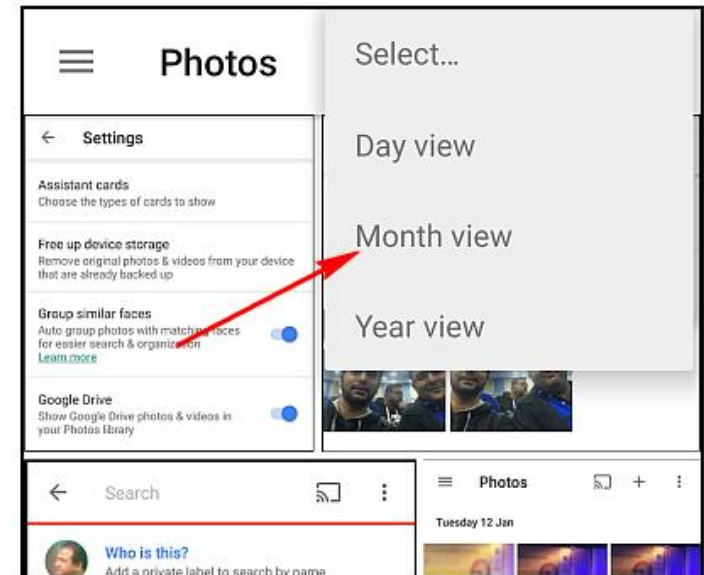 Photos
Select...
Day view
Month view
Year view
Settings
Assistant cards
Choose the types of cards to show
Free up device storage
Remove original photos & videos from your device
that are already backed up
Group similar faces
Auto group photos with matching faces
for easier search & organization
Learn more
Google Drive
Show Google Drive photos & videos in
your Photos library
Search
Who is this?
Add a private label to search by name
Photos
Tuesday 12 Jan